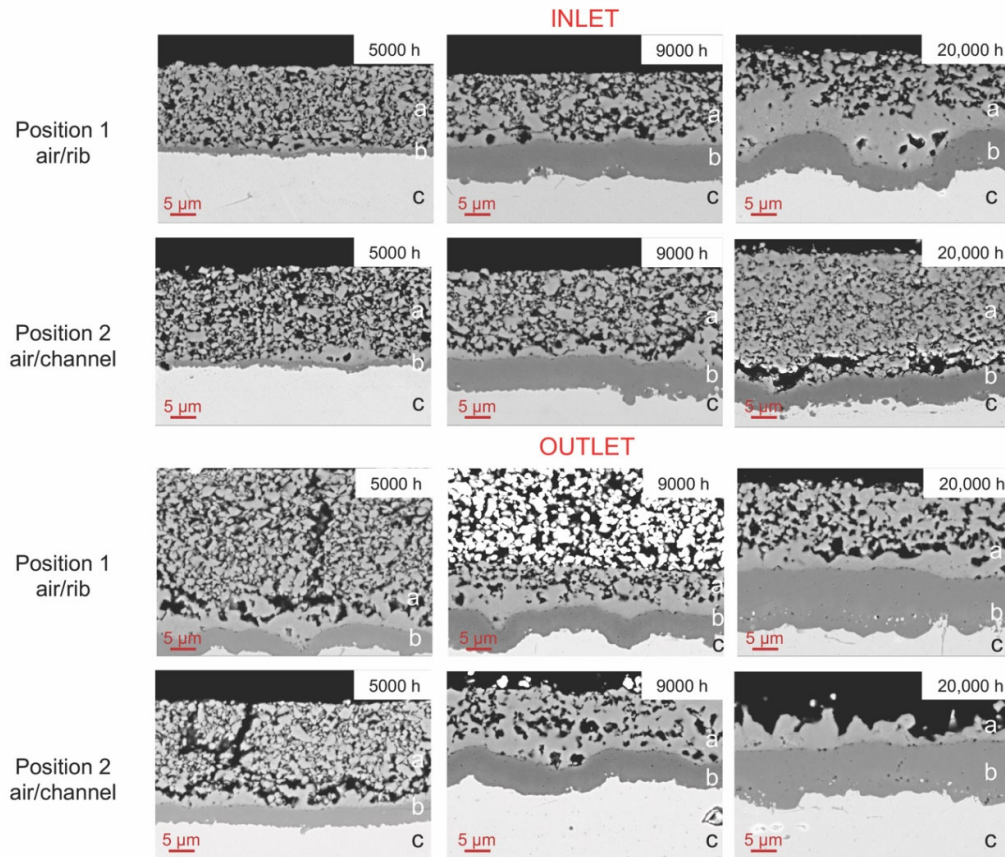 INLET
Position 1
air/rib
5000 h
a
b
c
5 µm
9000 h
a
b
c
5 µm
20,000 h
a
b
c
5 µm
Position 2
air/channel
5000 h
a
b
c
5 µm
9000 h
a
b
c
5 µm
20,000 h
a
b
c
5 µm
OUTLET
Position 1
air/rib
5000 h
a
b
5 µm
9000 h
a
b
c
5 µm
20,000 h
a
b
c
5 µm
Position 2
air/channel
5000 h
a
b
c
5 µm
9000 h
a
b
c
5 µm
20,000 h
a
b
c
5 µm